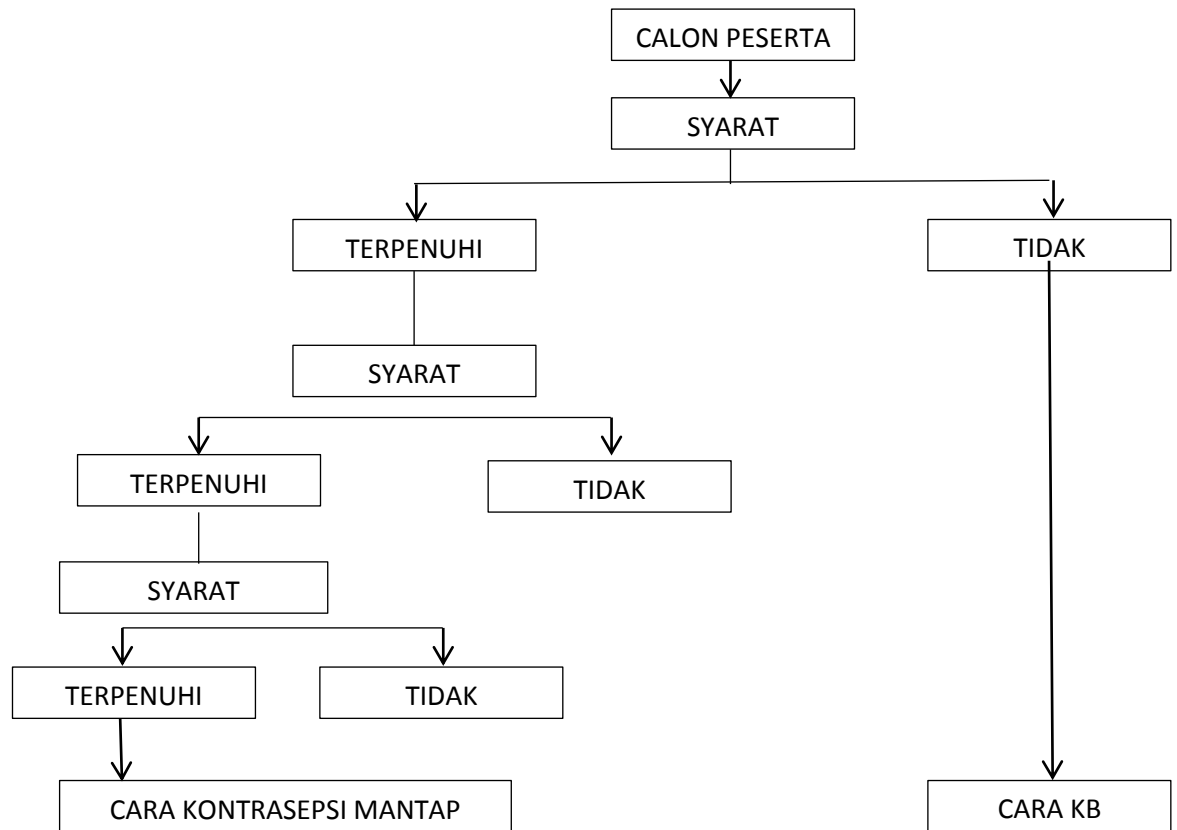 CALON PESERTA
SYARAT
TERPENUHI
TIDAK
SYARAT
TERPENUHI
TIDAK
SYARAT
TERPENUHI
TIDAK
CARA KONTRASEPSI MANTAP
CARA KB